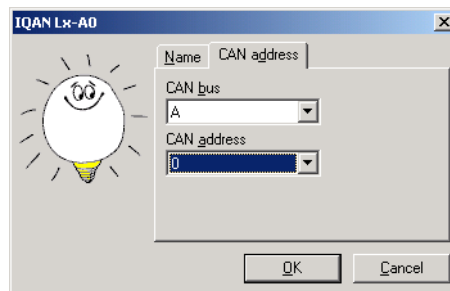 IQAN Lx-A0
Name CAN address
CAN bus
A
CAN address
0
OK Cancel